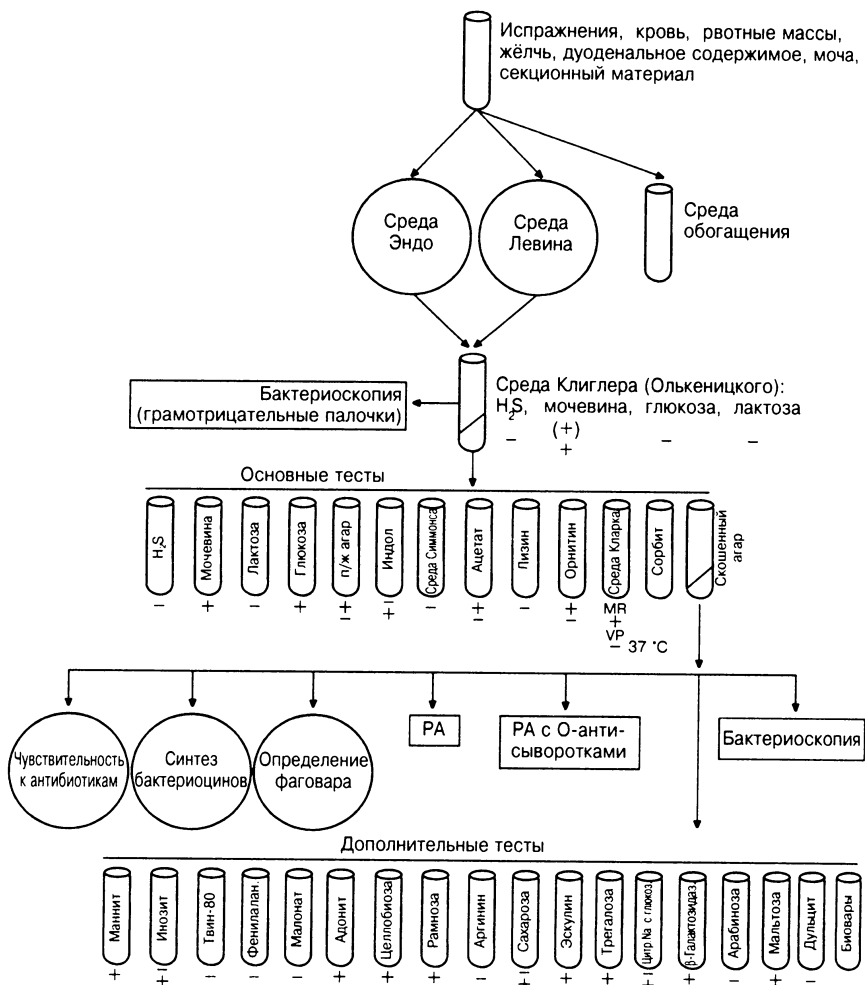 Испражнения, кровь, рвотные массы,
жёлчь, дуоденальное содержимое, моча,
секционный материал
Среда
Эндо
Среда
Левина
Среда
обогащения
Бактериоскопия
(грамотрицательные палочки)
Среда Клиглера (Олькеницкого):
H2S, мочевина, глюкоза, лактоза
(+)
– + – –
Основные тесты
H2S
Мочевина
Лактоза
Глюкоза
п/ж агар
Индол
Среда Симмонса
Ацетат
Лизин
Орнитин
Среда Кларка
Сорбит
Скошенный
агар
– + – + –+ +– – –+ – –+ MR
+
VP
– 37 °C
Чувствительность
к антибиотикам
Синтез
бактериоцинов
Определение
фаговара
РА
РА с О-анти-
сыворотками
Бактериоскопия
Дополнительные тесты
Маннит
Инозит
Твин-80
Фенилалан.
Малонат
Адонит
Целлобиоза
Рамноза
Аргинин
Сахароза
Эскулин
Трегалоза
Цитр Na с глюкоз.
β-Галактозидаз.
Арабиноза
Мальтоза
Дульцит
Биовары
+ +– – – – + + + – +– + + +– + – + –